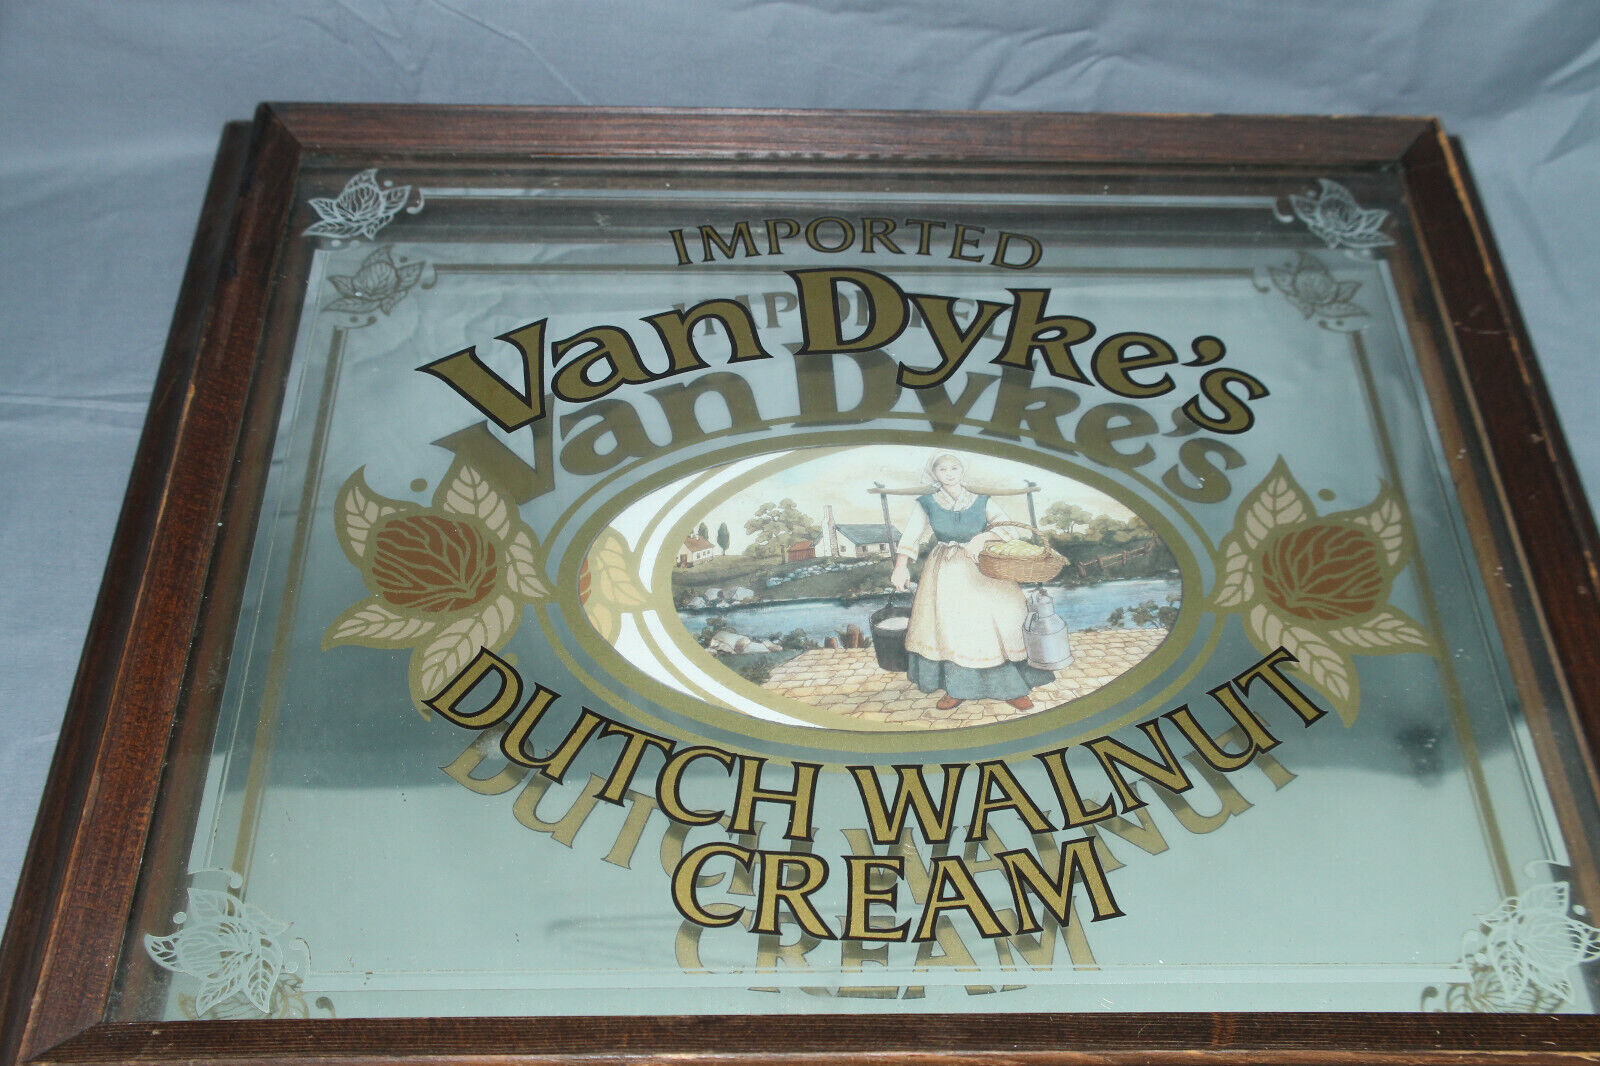 IMPORTED
Van Dyke's
DUTCH WALNUT
CREAM